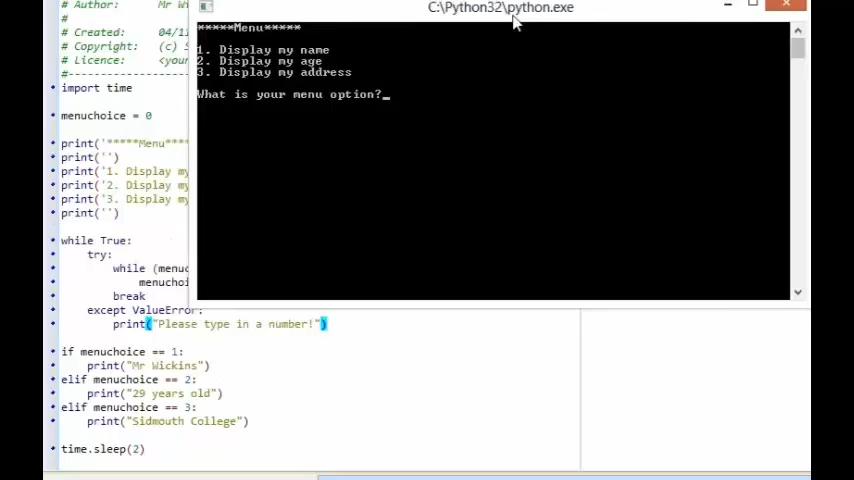 # Author: Mr Wi
#
# Created: 04/11
# Copyright: (c) S
# Licence: <your
#-------------------
import time
menuchoice = 0
print('*****Menu****
print('')
print('1. Display my
print('2. Display my
print('3. Display my
print('')
while True:
try:
while (menuc
menuchoi
break
except ValueError:
print("Please type in a number!")
if menuchoice == 1:
print("Mr Wickins")
elif menuchoice == 2:
print("29 years old")
elif menuchoice == 3:
print("Sidmouth College")
time.sleep(2)
C:\Python32\python.exe
*****Menu*****
1. Display my name
2. Display my age
3. Display my address
What is your menu option?_